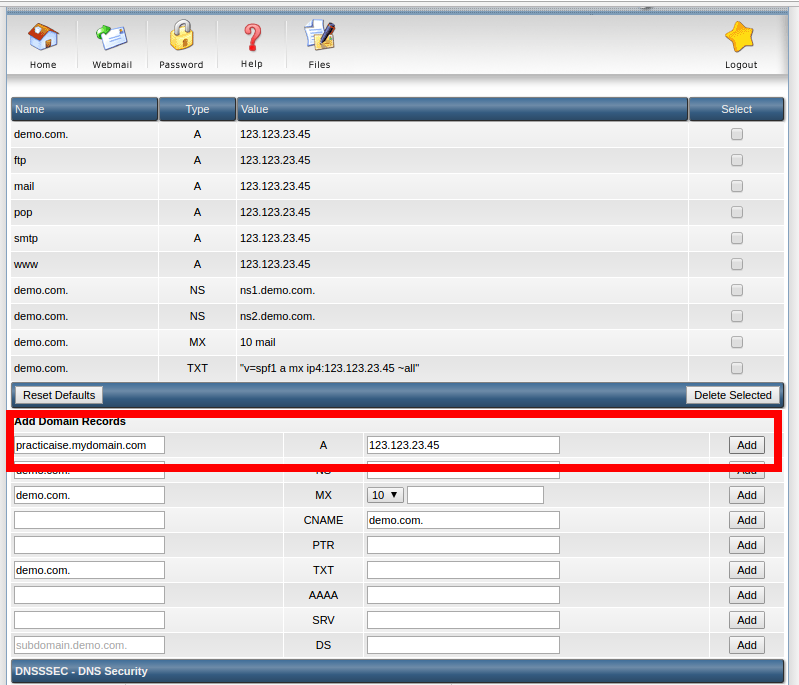 Home Webmail Password Help Files Logout
Name Type Value Select
demo.com. A 123.123.23.45
ftp A 123.123.23.45
mail A 123.123.23.45
pop A 123.123.23.45
smtp A 123.123.23.45
www A 123.123.23.45
demo.com. NS ns1.demo.com.
demo.com. NS ns2.demo.com.
demo.com. MX 10 mail
demo.com. TXT "v=spf1 a mx ip4:123.123.23.45 ~all"
Reset Defaults Delete Selected
Add Domain Records
practicaise.mydomain.com A 123.123.23.45 Add
demo.com. NS Add
demo.com. MX 10 Add
CNAME demo.com. Add
PTR Add
demo.com. TXT Add
AAAA Add
SRV Add
subdomain.demo.com. DS Add
DNSSSEC - DNS Security